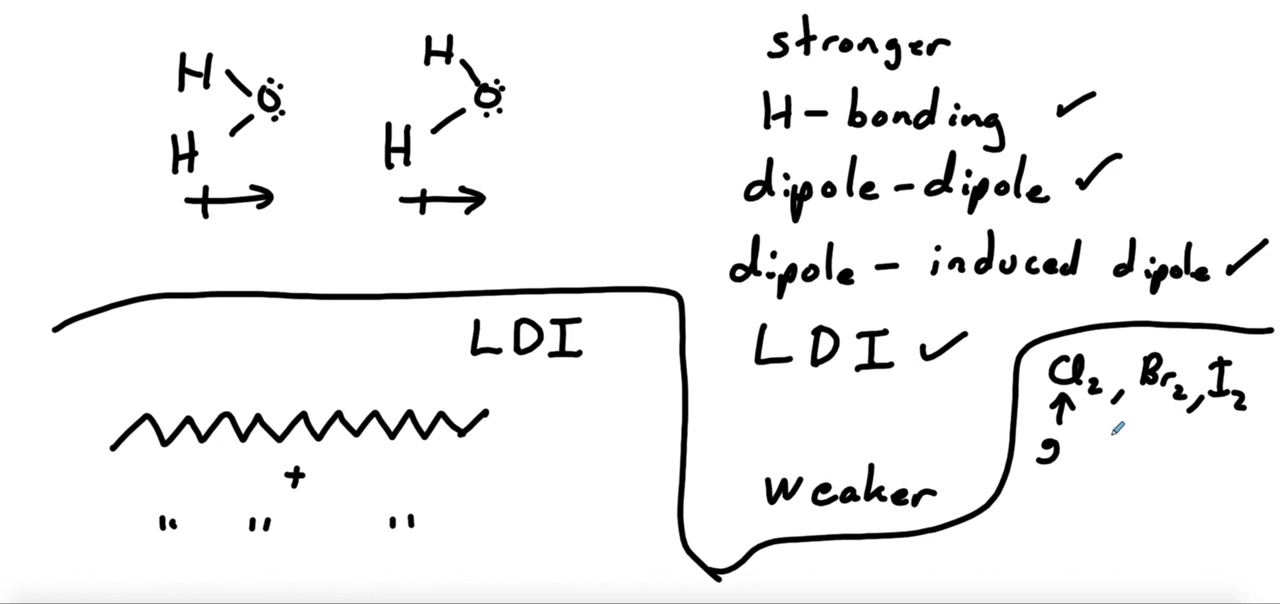 H
O
H
H
O
H
stronger
H - bonding ✓
dipole - dipole ✓
dipole - induced dipole ✓
LDI ✓
weaker
LDI
+
" " "
Cl2, Br2, I2
↑
g